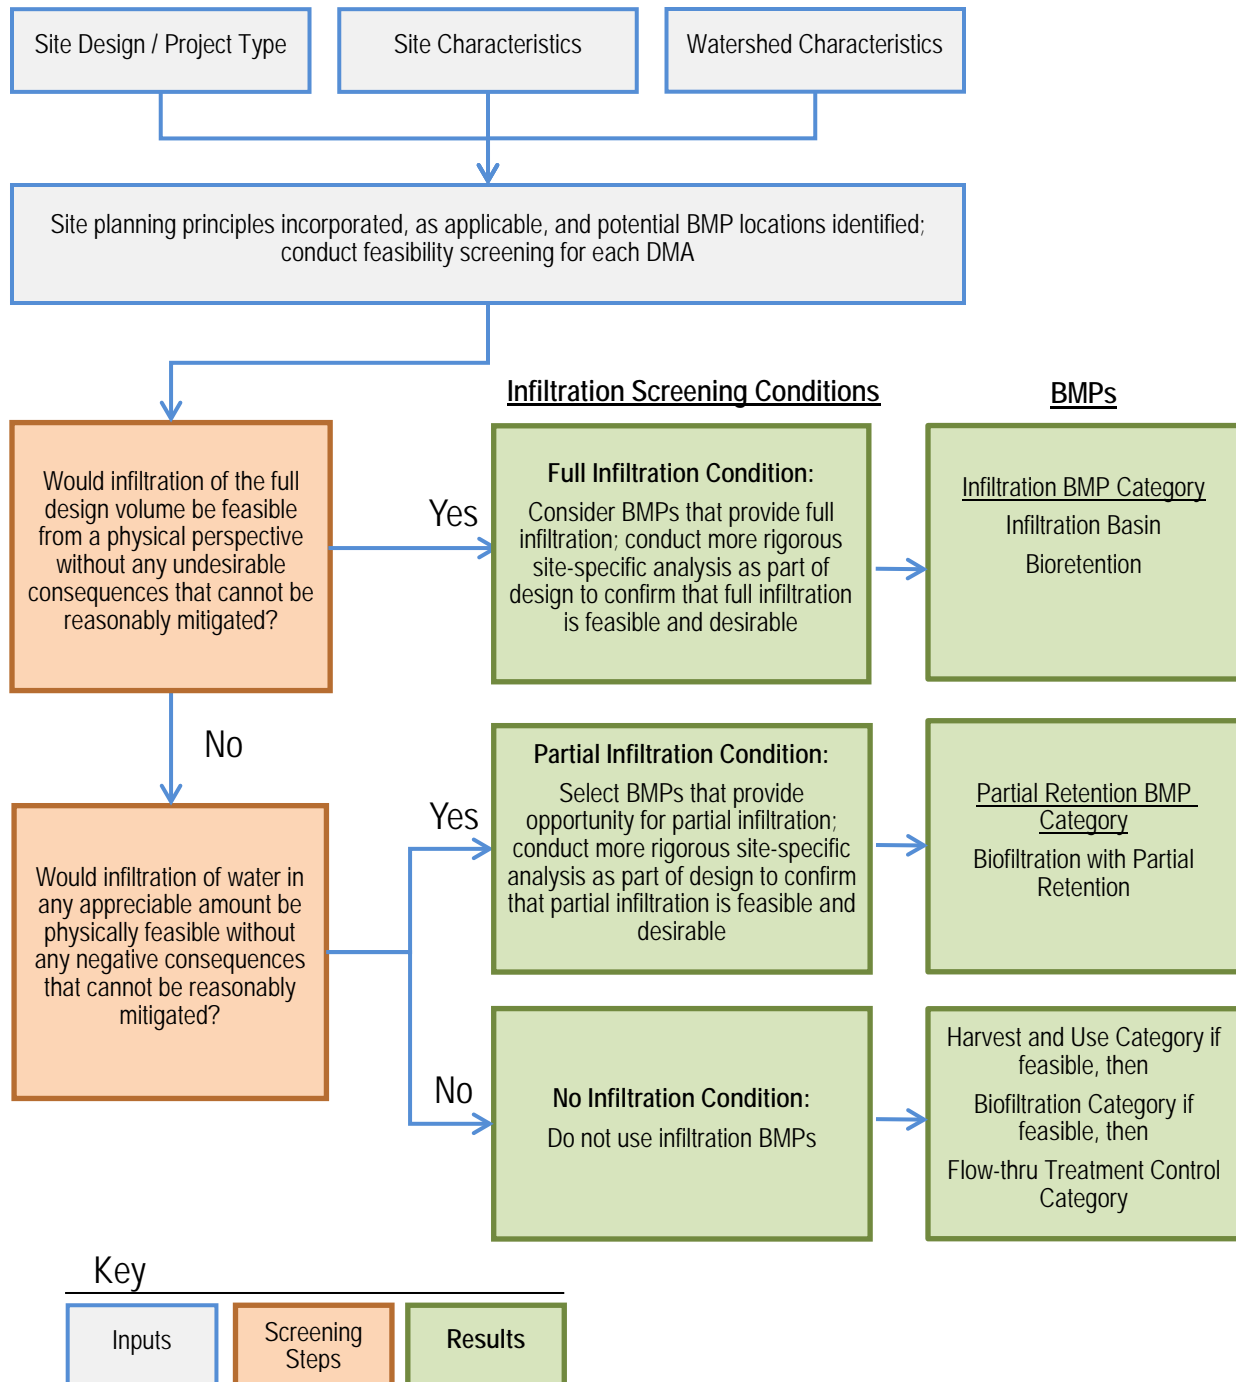 Site Design / Project Type
Site Characteristics
Watershed Characteristics
Site planning principles incorporated, as applicable, and potential BMP locations identified;
conduct feasibility screening for each DMA
Infiltration Screening Conditions
BMPs
Would infiltration of the full
design volume be feasible
from a physical perspective
without any undesirable
consequences that cannot be
reasonably mitigated?
Yes
Full Infiltration Condition:
Consider BMPs that provide full
infiltration; conduct more rigorous
site-specific analysis as part of
design to confirm that full infiltration
is feasible and desirable
Infiltration BMP Category
Infiltration Basin
Bioretention
No
Would infiltration of water in
any appreciable amount be
physically feasible without
any negative consequences
that cannot be reasonably
mitigated?
Yes
Partial Infiltration Condition:
Select BMPs that provide
opportunity for partial infiltration;
conduct more rigorous site-specific
analysis as part of design to confirm
that partial infiltration is feasible and
desirable
Partial Retention BMP
Category
Biofiltration with Partial
Retention
No
No Infiltration Condition:
Do not use infiltration BMPs
Harvest and Use Category if
feasible, then
Biofiltration Category if
feasible, then
Flow-thru Treatment Control
Category
Key
Inputs
Screening
Steps
Results